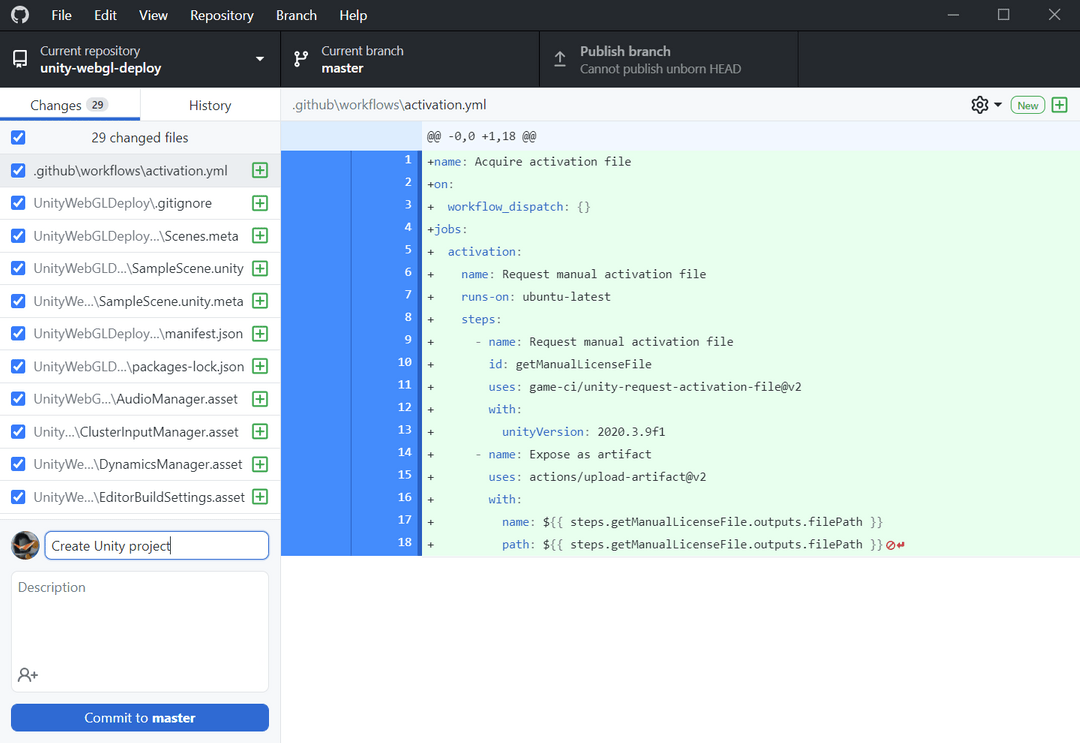 File Edit View Repository Branch Help
Current repository
unity-webgl-deploy
Current branch
master
Publish branch
Cannot publish unborn HEAD
Changes 29
History
.github\workflows\activation.yml
New
29 changed files
.github\workflows\activation.yml
UnityWebGLDeploy\.gitignore
UnityWebGLDeploy...\Scenes.meta
UnityWebGLD...\SampleScene.unity
UnityWe...\SampleScene.unity.meta
UnityWebGLDeploy...\manifest.json
UnityWebGLD...\packages-lock.json
UnityWebG...\AudioManager.asset
Unity...\ClusterInputManager.asset
UnityWe...\DynamicsManager.asset
UnityWe...\EditorBuildSettings.asset
Create Unity project
Description
Commit to master
@@ -0,0 +1,18 @@
1 +name: Acquire activation file
2 +on:
3 +  workflow_dispatch: {}
4 +jobs:
5 +  activation:
6 +    name: Request manual activation file
7 +    runs-on: ubuntu-latest
8 +    steps:
9 +      - name: Request manual activation file
10 +        id: getManualLicenseFile
11 +        uses: game-ci/unity-request-activation-file@v2
12 +        with:
13 +          unityVersion: 2020.3.9f1
14 +      - name: Expose as artifact
15 +        uses: actions/upload-artifact@v2
16 +        with:
17 +          name: ${{ steps.getManualLicenseFile.outputs.filePath }}
18 +          path: ${{ steps.getManualLicenseFile.outputs.filePath }}